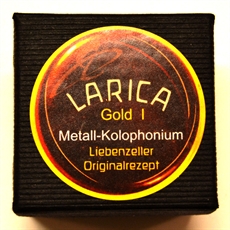 LARICA
Gold I
Metall-Kolophonium
Liebenzeller
Originalrezept